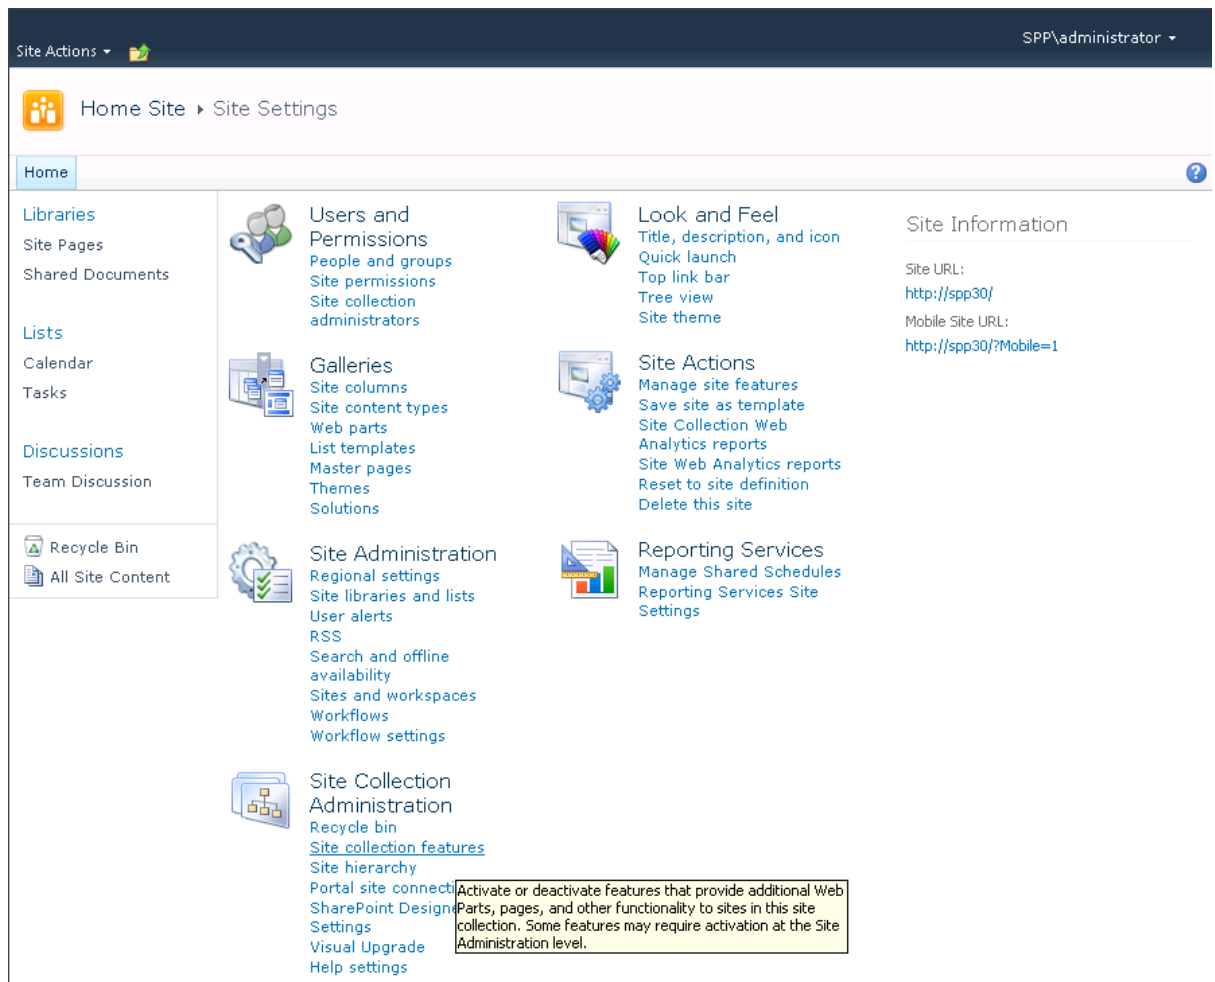 SPP\administrator
Site Actions
Home Site Site Settings
Home
Libraries
Site Pages
Shared Documents
Lists
Calendar
Tasks
Discussions
Team Discussion
Recycle Bin
All Site Content
Users and
Permissions
People and groups
Site permissions
Site collection
administrators
Galleries
Site columns
Site content types
Web parts
List templates
Master pages
Themes
Solutions
Site Administration
Regional settings
Site libraries and lists
User alerts
RSS
Search and offline
availability
Sites and workspaces
Workflows
Workflow settings
Site Collection
Administration
Recycle bin
Site collection features
Site hierarchy
Portal site connecti
SharePoint Designe
Settings
Visual Upgrade
Help settings
Activate or deactivate features that provide additional Web
Parts, pages, and other functionality to sites in this site
collection. Some features may require activation at the Site
Administration level.
Look and Feel
Title, description, and icon
Quick launch
Top link bar
Tree view
Site theme
Site Actions
Manage site features
Save site as template
Site Collection Web
Analytics reports
Site Web Analytics reports
Reset to site definition
Delete this site
Reporting Services
Manage Shared Schedules
Reporting Services Site
Settings
Site Information
Site URL:
http://spp30/
Mobile Site URL:
http://spp30/?Mobile=1